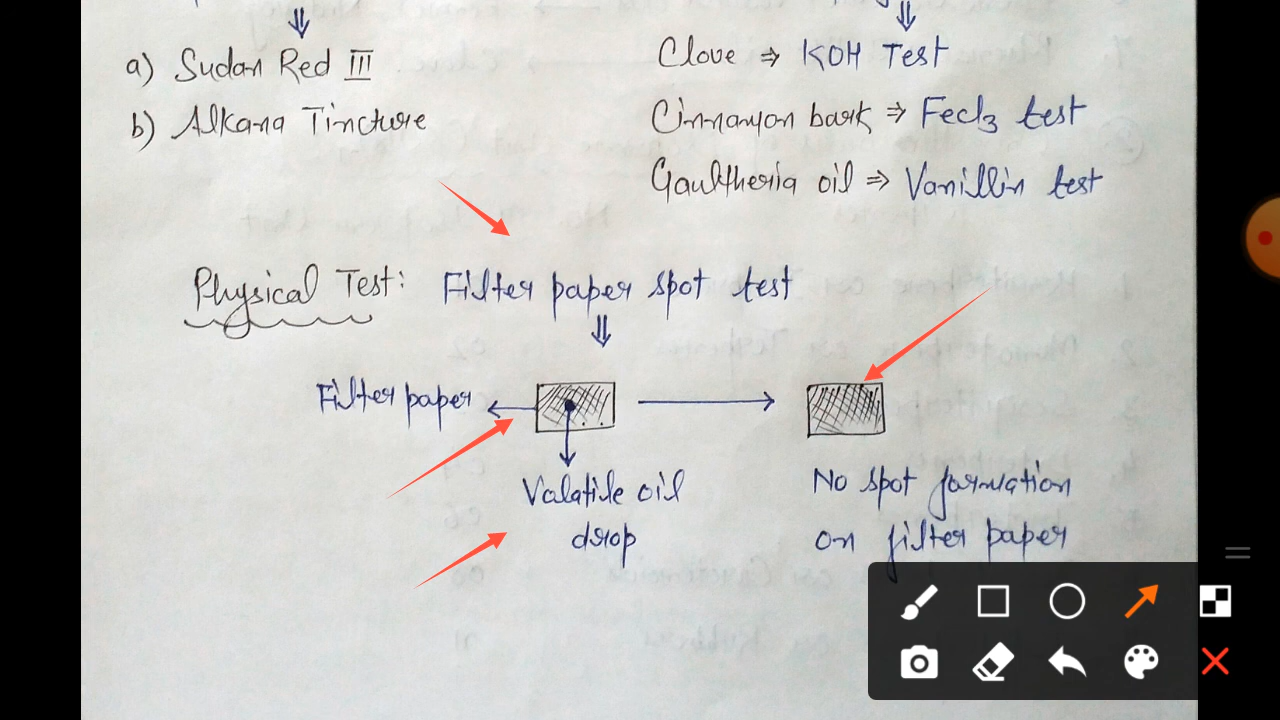 a) Sudan Red III
b) Alkana Tincture
Clove ⇒ KOH Test
Cinnamon bark ⇒ Fecl3 test
Gaultheria oil ⇒ Vanillin test
Physical Test: Filter paper spot test
Filter paper
Valatile oil
drop
No spot formation
on filter paper